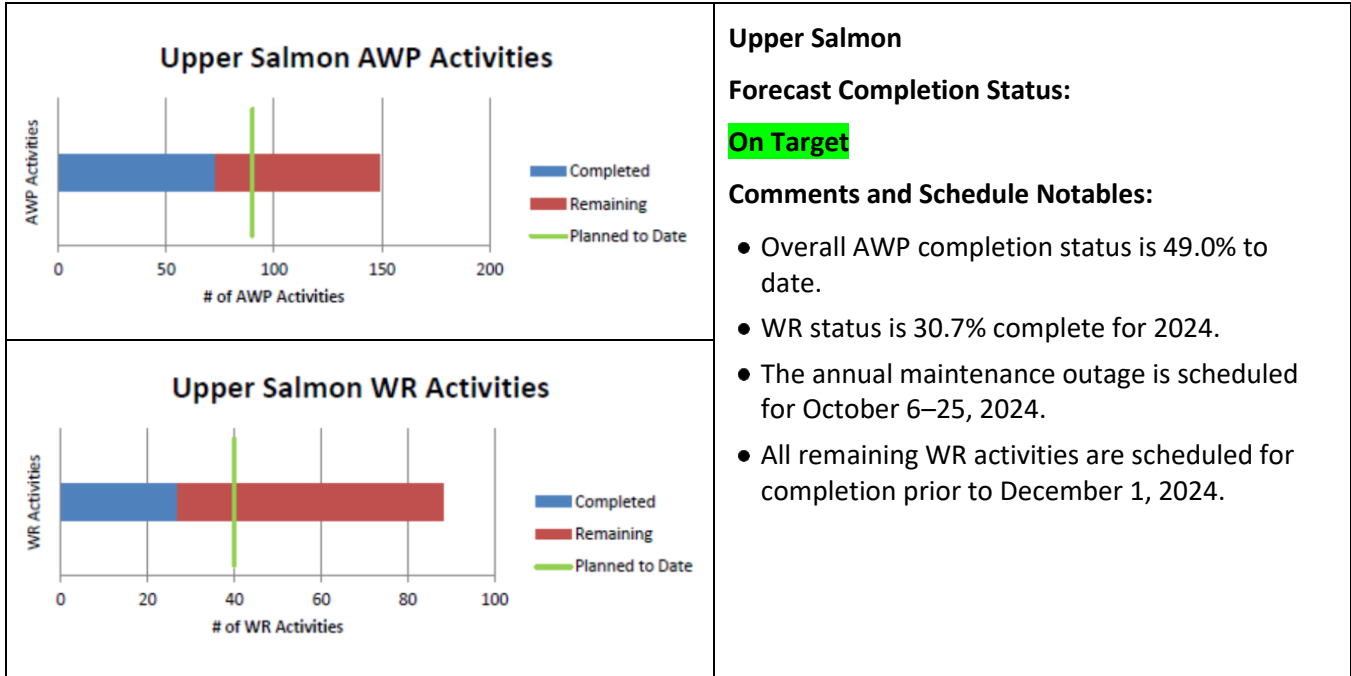 Upper Salmon AWP Activities
AWP Activities
Completed
Remaining
Planned to Date
0 50 100 150 200
# of AWP Activities
Upper Salmon WR Activities
WR Activities
Completed
Remaining
Planned to Date
0 20 40 60 80 100
# of WR Activities
Upper Salmon
Forecast Completion Status:
On Target
Comments and Schedule Notables:
● Overall AWP completion status is 49.0% to
date.
● WR status is 30.7% complete for 2024.
● The annual maintenance outage is scheduled
for October 6–25, 2024.
● All remaining WR activities are scheduled for
completion prior to December 1, 2024.